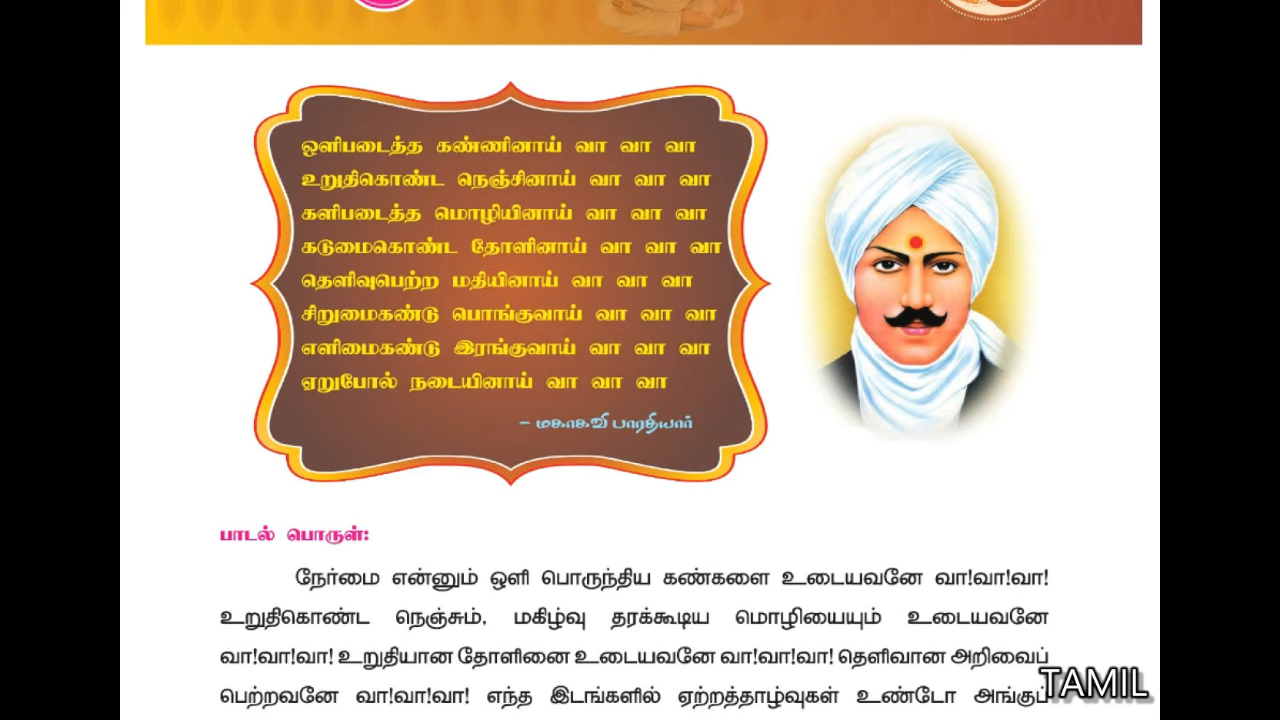 ஒளிபடைத்த கண்ணினாய் வா வா வா
உறுதிகொண்ட நெஞ்சினாய் வா வா வா
களிபடைத்த மொழியினாய் வா வா வா
கடுமைகொண்ட தோளினாய் வா வா வா
தெளிவுபெற்ற மதியினாய் வா வா வா
சிறுமைகண்டு பொங்குவாய் வா வா வா
எளிமைகண்டு இரங்குவாய் வா வா வா
ஏறுபோல் நடையினாய் வா வா வா
– மகாகவி பாரதியார்
பாடல் பொருள்:
நேர்மை என்னும் ஒளி பொருந்திய கண்களை உடையவனே வா!வா!வா!
உறுதிகொண்ட நெஞ்சும், மகிழ்வு தரக்கூடிய மொழியையும் உடையவனே
வா!வா!வா! உறுதியான தோளினை உடையவனே வா!வா!வா! தெளிவான அறிவைப்
பெற்றவனே வா!வா!வா! எந்த இடங்களில் ஏற்றத்தாழ்வுகள் உண்டோ அங்குப்
TAMIL